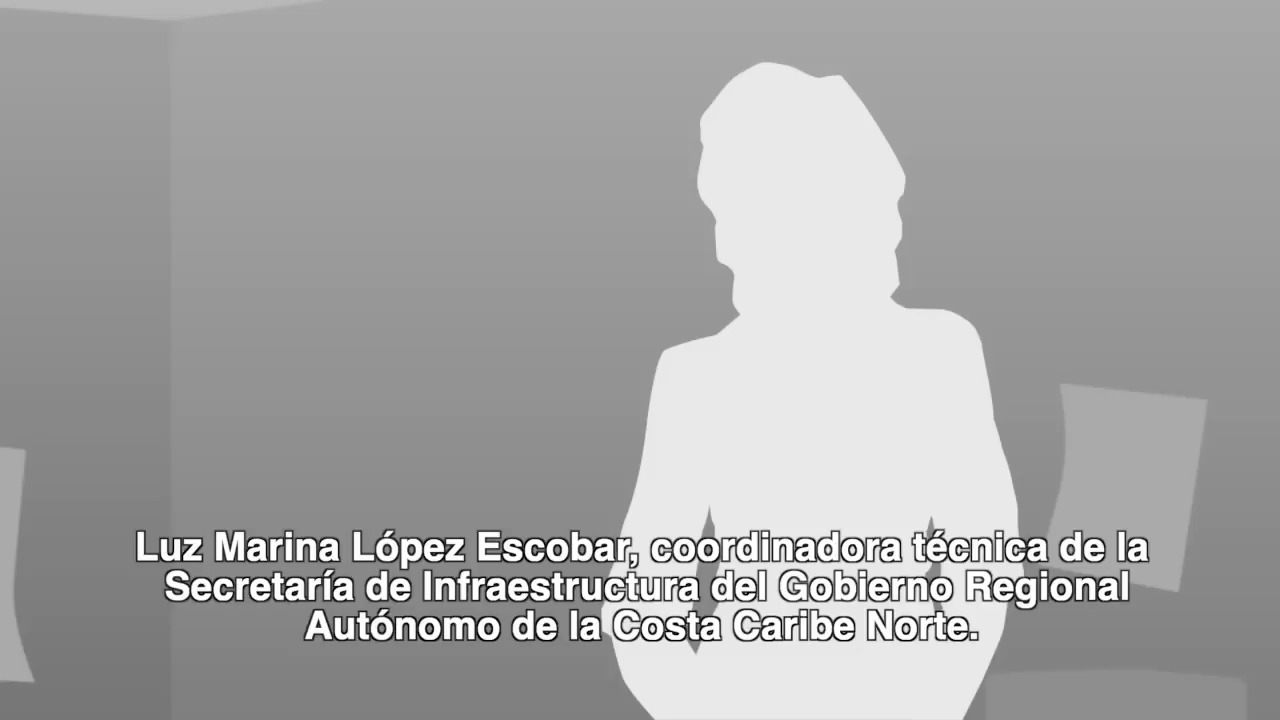 Luz Marina López Escobar, coordinadora técnica de la
Secretaría de Infraestructura del Gobierno Regional
Autónomo de la Costa Caribe Norte.